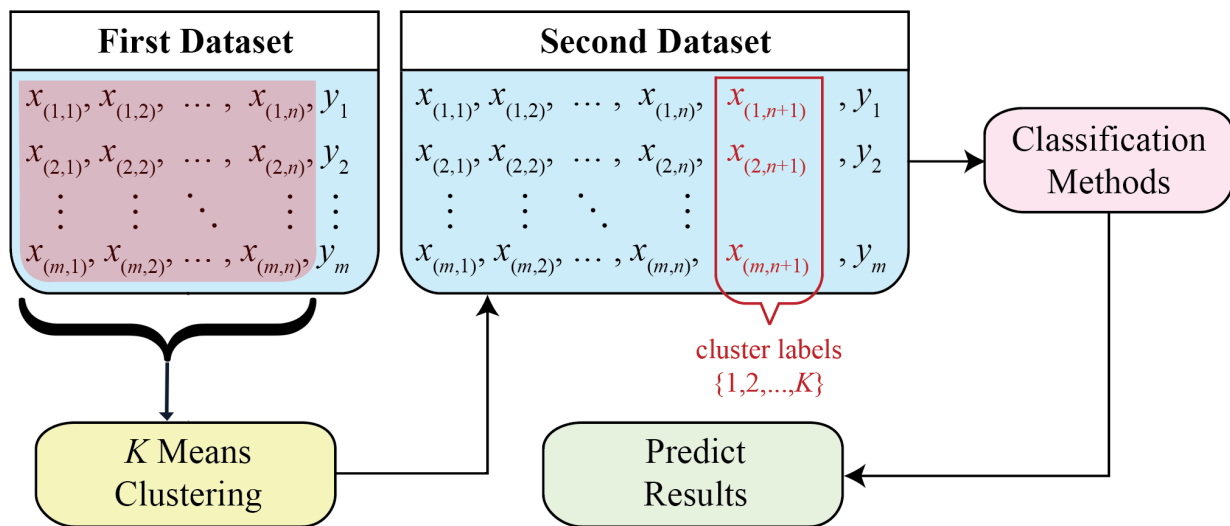 First Dataset
x(1,1), x(1,2), … , x(1,n), y1
x(2,1), x(2,2), … , x(2,n), y2
⋮ ⋮ ⋱ ⋮ ⋮
x(m,1), x(m,2), … , x(m,n), ym
Second Dataset
x(1,1), x(1,2), … , x(1,n), x(1,n+1) , y1
x(2,1), x(2,2), … , x(2,n), x(2,n+1) , y2
⋮ ⋮ ⋱ ⋮
x(m,1), x(m,2), … , x(m,n), x(m,n+1) , ym
cluster labels
{1,2,...,K}
Classification
Methods
K Means
Clustering
Predict
Results